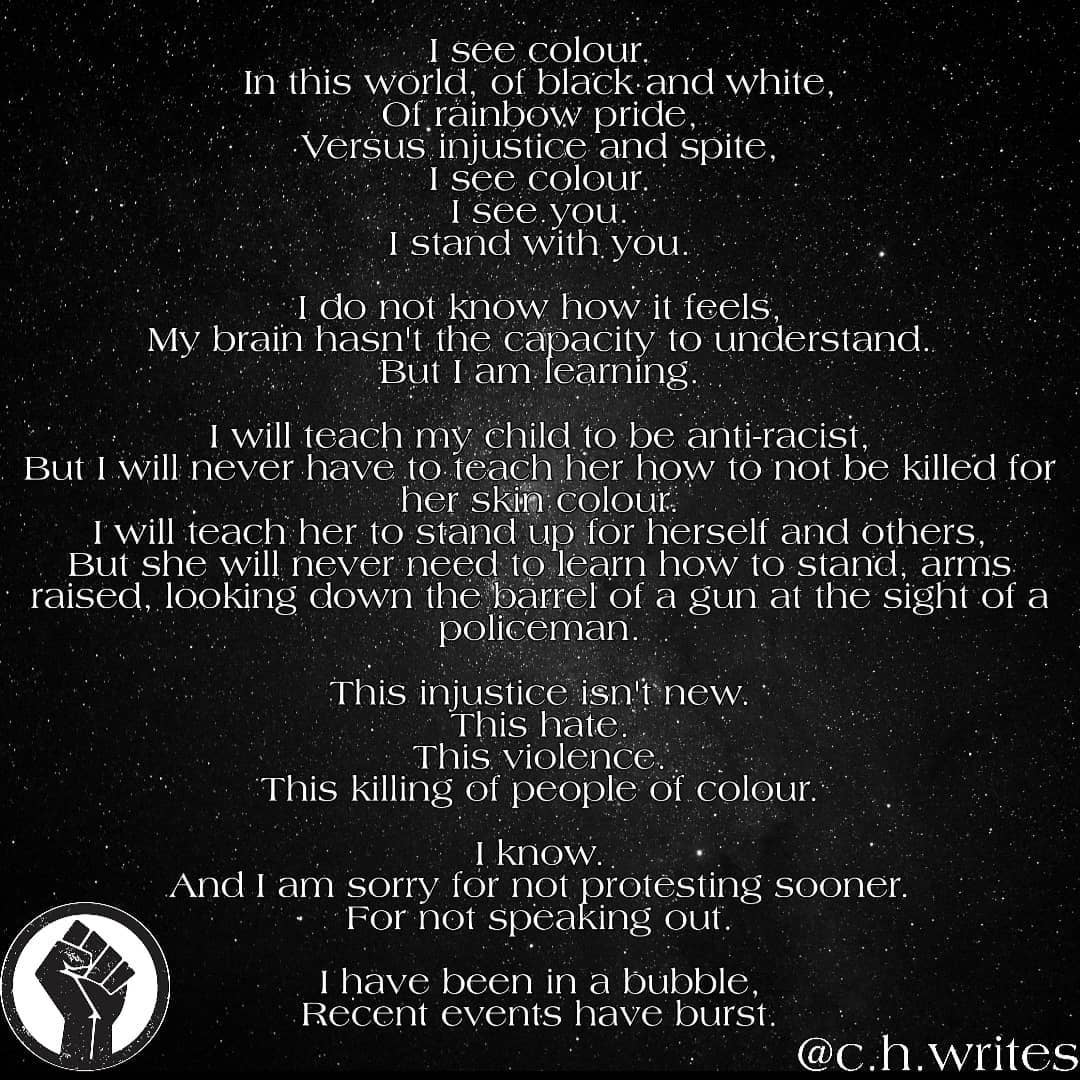 I see colour.
In this world, of black and white,
Of rainbow pride,
Versus injustice and spite,
I see colour.
I see you.
I stand with you.
I do not know how it feels,
My brain hasn't the capacity to understand.
But I am learning.
I will teach my child to be anti-racist,
But I will never have to teach her how to not be killed for
her skin colour.
I will teach her to stand up for herself and others,
But she will never need to learn how to stand, arms
raised, looking down the barrel of a gun at the sight of a
policeman.
This injustice isn't new.
This hate.
This violence.
This killing of people of colour.
I know.
And I am sorry for not protesting sooner.
For not speaking out.
I have been in a bubble,
Recent events have burst.
@c.h.writes